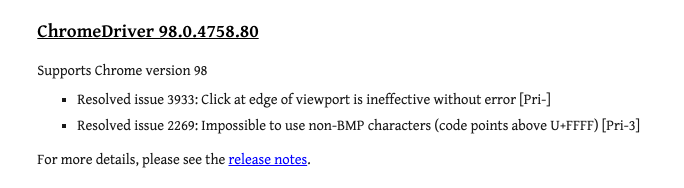 ChromeDriver 98.0.4758.80
Supports Chrome version 98
Resolved issue 3933: Click at edge of viewport is ineffective without error [Pri-]
Resolved issue 2269: Impossible to use non-BMP characters (code points above U+FFFF) [Pri-3]
For more details, please see the release notes.